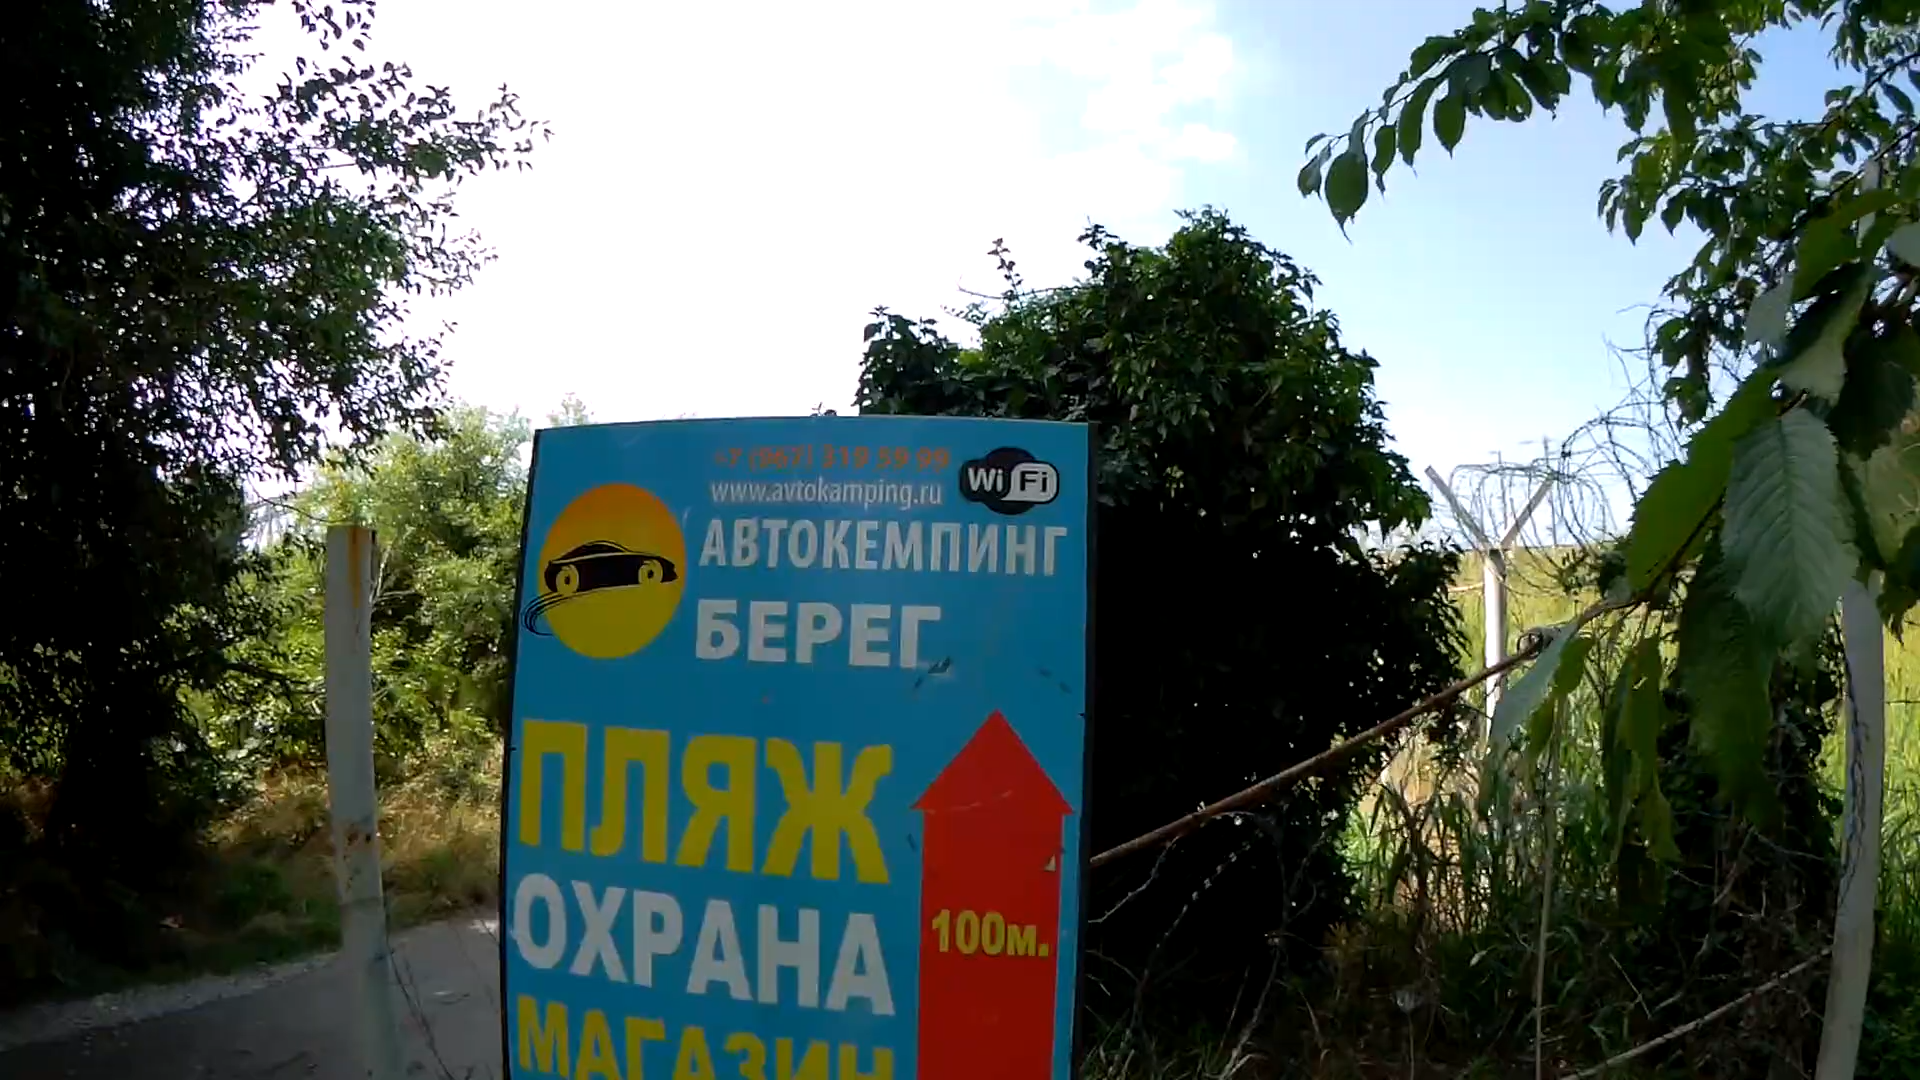 +7 (967) 319 59 99
www.avtokamping.ru
Wi Fi
АВТОКЕМПИНГ
БЕРЕГ
ПЛЯЖ
ОХРАНА
100м.
МАГАЗИН